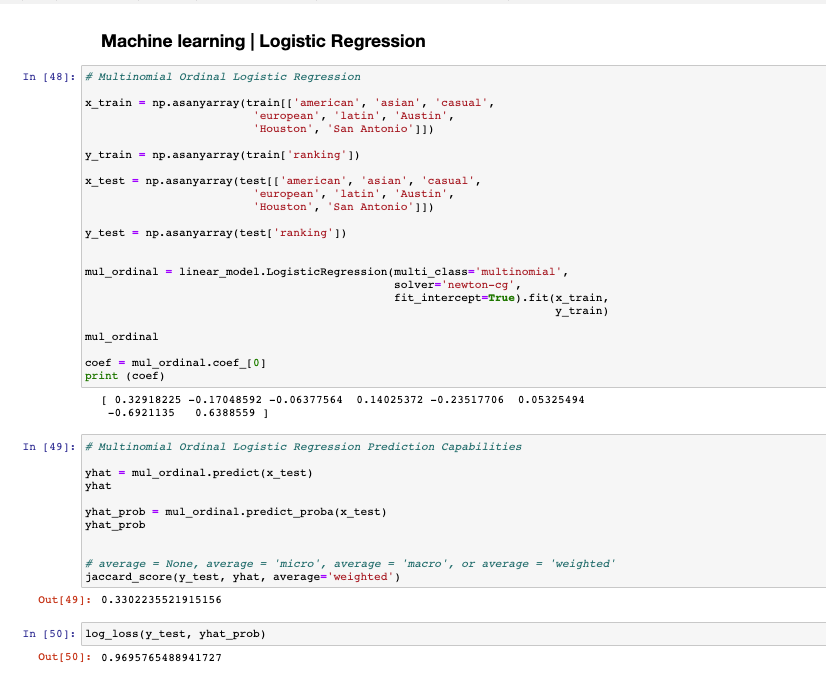 Machine learning | Logistic Regression
In [48]: # Multinomial Ordinal Logistic Regression
x_train = np.asanyarray(train[['american', 'asian', 'casual',
'european', 'latin', 'Austin',
'Houston', 'San Antonio']])
y_train = np.asanyarray(train['ranking'])
x_test = np.asanyarray(test[['american', 'asian', 'casual',
'european', 'latin', 'Austin',
'Houston', 'San Antonio']])
y_test = np.asanyarray(test['ranking'])
mul_ordinal = linear_model.LogisticRegression(multi_class='multinomial',
solver='newton-cg',
fit_intercept=True).fit(x_train,
y_train)
mul_ordinal
coef = mul_ordinal.coef_[0]
print (coef)
[ 0.32918225 -0.17048592 -0.06377564  0.14025372 -0.23517706  0.05325494
-0.6921135   0.6388559 ]
In [49]: # Multinomial Ordinal Logistic Regression Prediction Capabilities
yhat = mul_ordinal.predict(x_test)
yhat
yhat_prob = mul_ordinal.predict_proba(x_test)
yhat_prob
# average = None, average = 'micro', average = 'macro', or average = 'weighted'
jaccard_score(y_test, yhat, average='weighted')
Out[49]: 0.3302235521915156
In [50]: log_loss(y_test, yhat_prob)
Out[50]: 0.9695765488941727